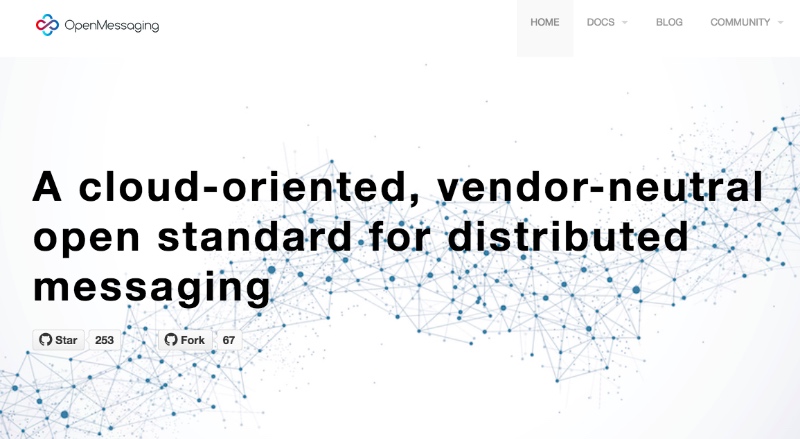 OpenMessaging
HOME DOCS BLOG COMMUNITY
A cloud-oriented, vendor-neutral
open standard for distributed
messaging
Star 253 Fork 67